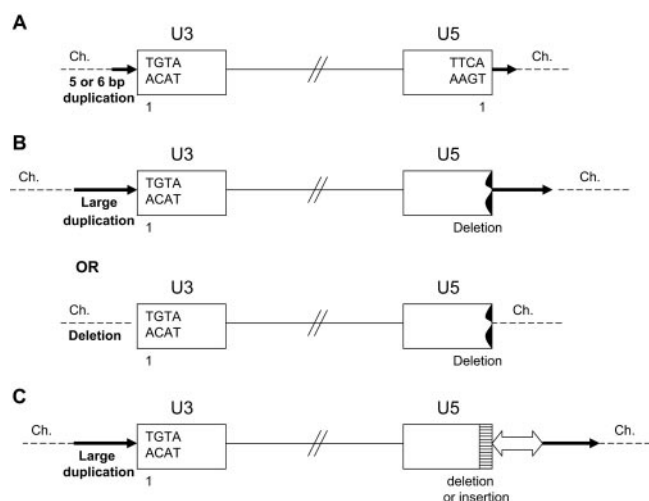 A
U3
U5
Ch.
TGTA
TTCA
Ch.
5 or 6 bp
duplication
ACAT
AAGT
1
1
B
U3
U5
Ch.
TGTA
Ch.
Large
duplication
ACAT
1
Deletion
OR
U3
U5
Ch.
TGTA
Ch.
Deletion
ACAT
1
Deletion
C
U3
U5
Ch.
TGTA
Ch.
Large
duplication
ACAT
1
deletion
or insertion